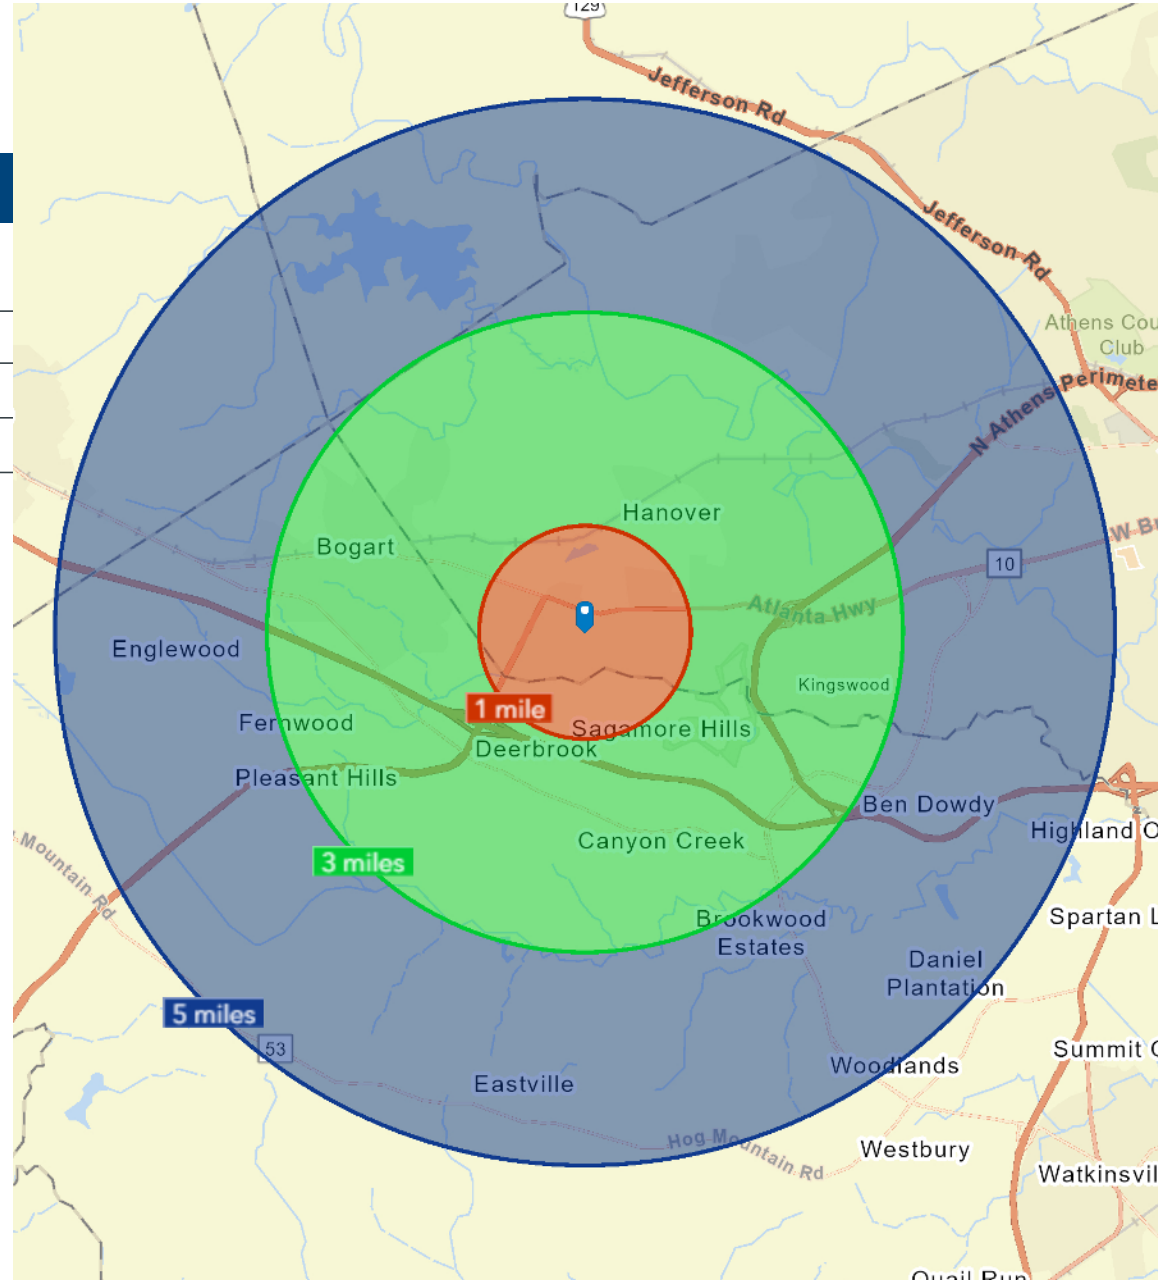 129
Jefferson Rd
Jefferson Rd
Athens Cou
Club
N Athens Perimete
Hanover
Bogart
W Br
10
Atlanta Hwy
Englewood
Kingswood
1 mile
Fernwood
Sagamore Hills
Deerbrook
Pleasant Hills
Ben Dowdy
Highland O
Canyon Creek
3 miles
Mountain Rd
Brookwood
Estates
Spartan L
Daniel
Plantation
5 miles
53
Summit
Woodlands
Eastville
Hog Mountain Rd
Westbury
Watkinsvil
Quail Run